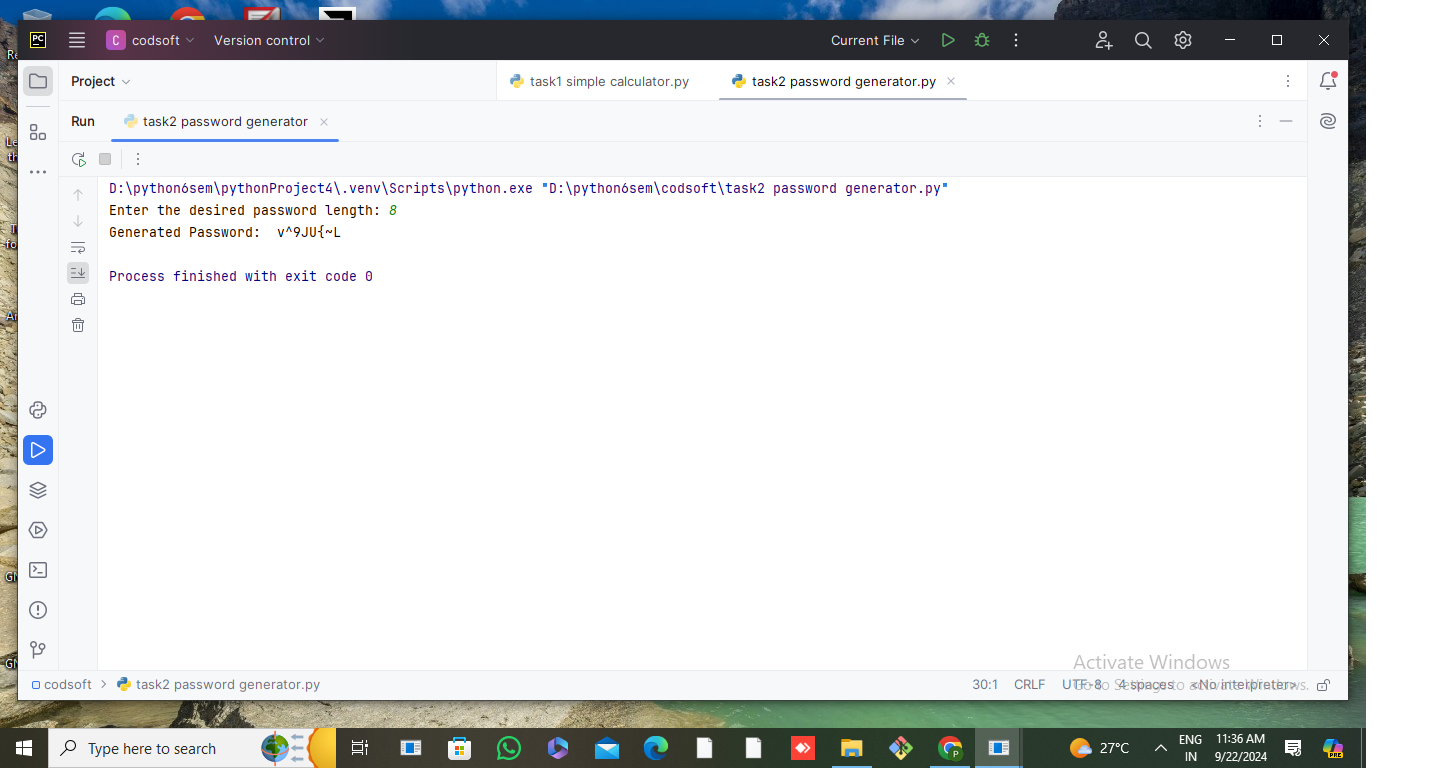 PC
C codsoft Version control Current File
Project task1 simple calculator.py task2 password generator.py
Run task2 password generator
D:\python6sem\pythonProject4\.venv\Scripts\python.exe "D:\python6sem\codsoft\task2 password generator.py"
Enter the desired password length: 8
Generated Password:  v^9JU{~L
Process finished with exit code 0
Activate Windows
Go to Settings to activate Windows.
codsoft > task2 password generator.py 30:1 CRLF UTF-8 4 spaces <No interpreter>
Type here to search 27°C ENG 11:36 AM
IN 9/22/2024
P
PRE